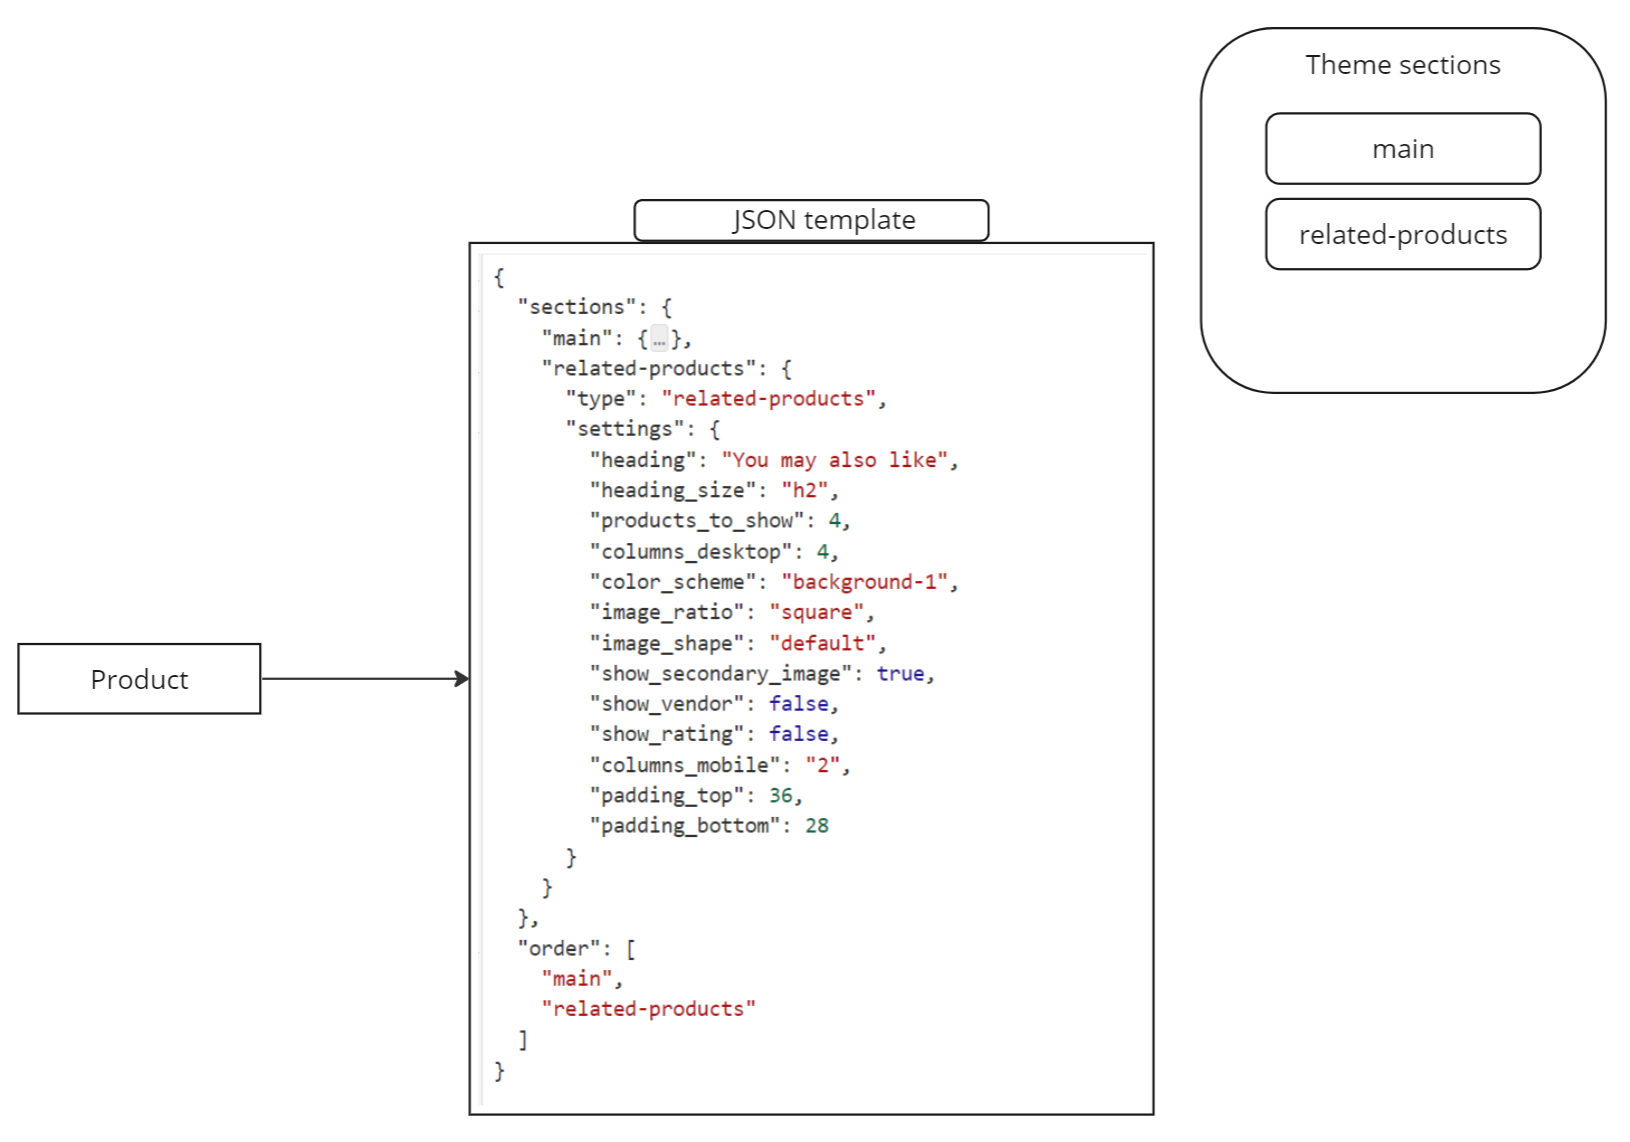 Theme sections
main
related-products
JSON template
{
"sections": {
"main": {…},
"related-products": {
"type": "related-products",
"settings": {
"heading": "You may also like",
"heading_size": "h2",
"products_to_show": 4,
"columns_desktop": 4,
"color_scheme": "background-1",
"image_ratio": "square",
"image_shape": "default",
"show_secondary_image": true,
"show_vendor": false,
"show_rating": false,
"columns_mobile": "2",
"padding_top": 36,
"padding_bottom": 28
}
}
},
"order": [
"main",
"related-products"
]
}
Product